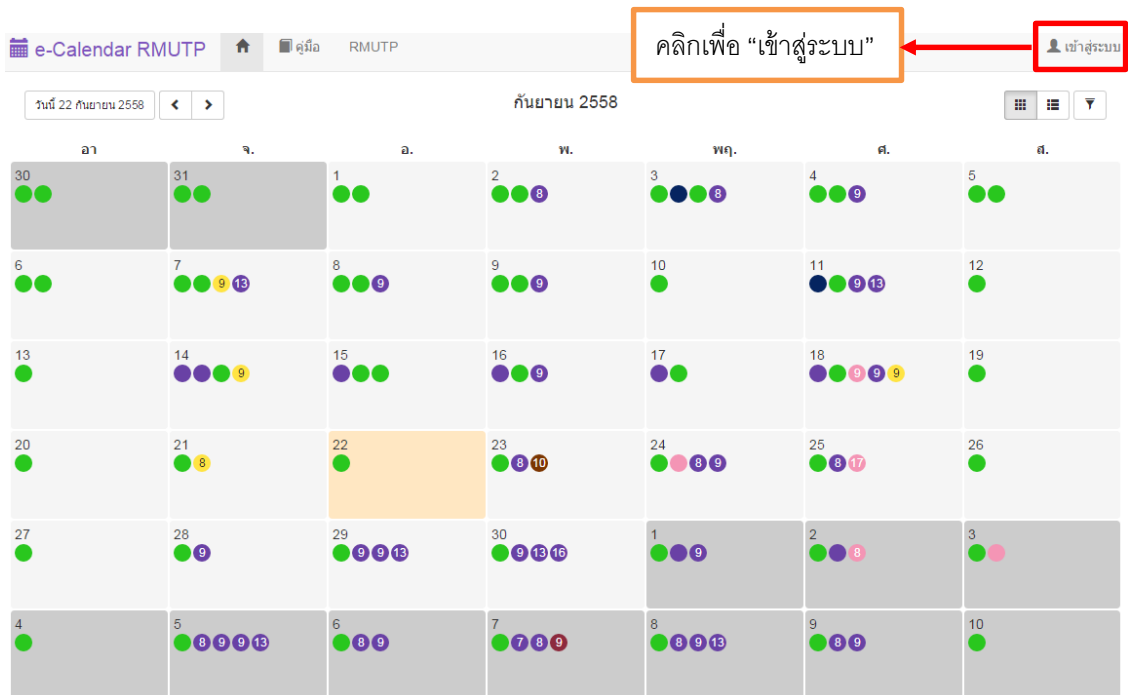 คลิกเพื่อ “เข้าสู่ระบบ”
e-Calendar RMUTP คู่มือ RMUTP เข้าสู่ระบบ
วันนี้ 22 กันยายน 2558 กันยายน 2558
อา จ. อ. พ. พฤ. ศ. ส.
30 31 1 2 3 4 5
8 8 9
6 7 8 9 10 11 12
9 13 9 9 9 13
13 14 15 16 17 18 19
9 9 9 9 9
20 21 22 23 24 25 26
8 8 10 8 9 8 17
27 28 29 30 1 2 3
9 9 9 13 9 13 16 9 8
4 5 6 7 8 9 10
8 9 9 13 8 9 7 8 9 8 9 13 8 9